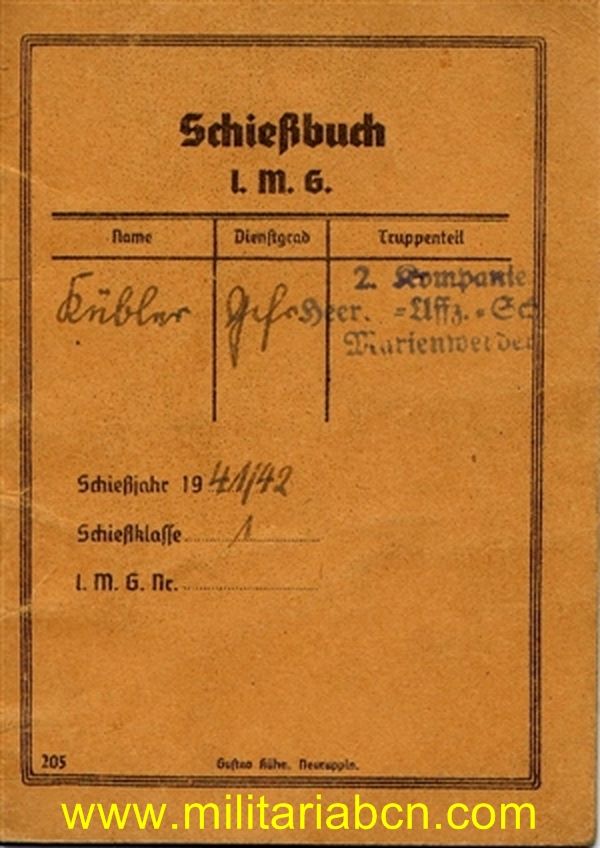 Schießbuch
l. M. G.
Name Dienstgrad Truppenteil
Kübler Gefr 2. Kompanie
Heer. =Uffz.=Sch
Marienwerder
Schießjahr 1941/42
Schießklasse 1
l. M. G. Nr.
205 Gustav Kühn, Neuruppin.
www.militariabcn.com